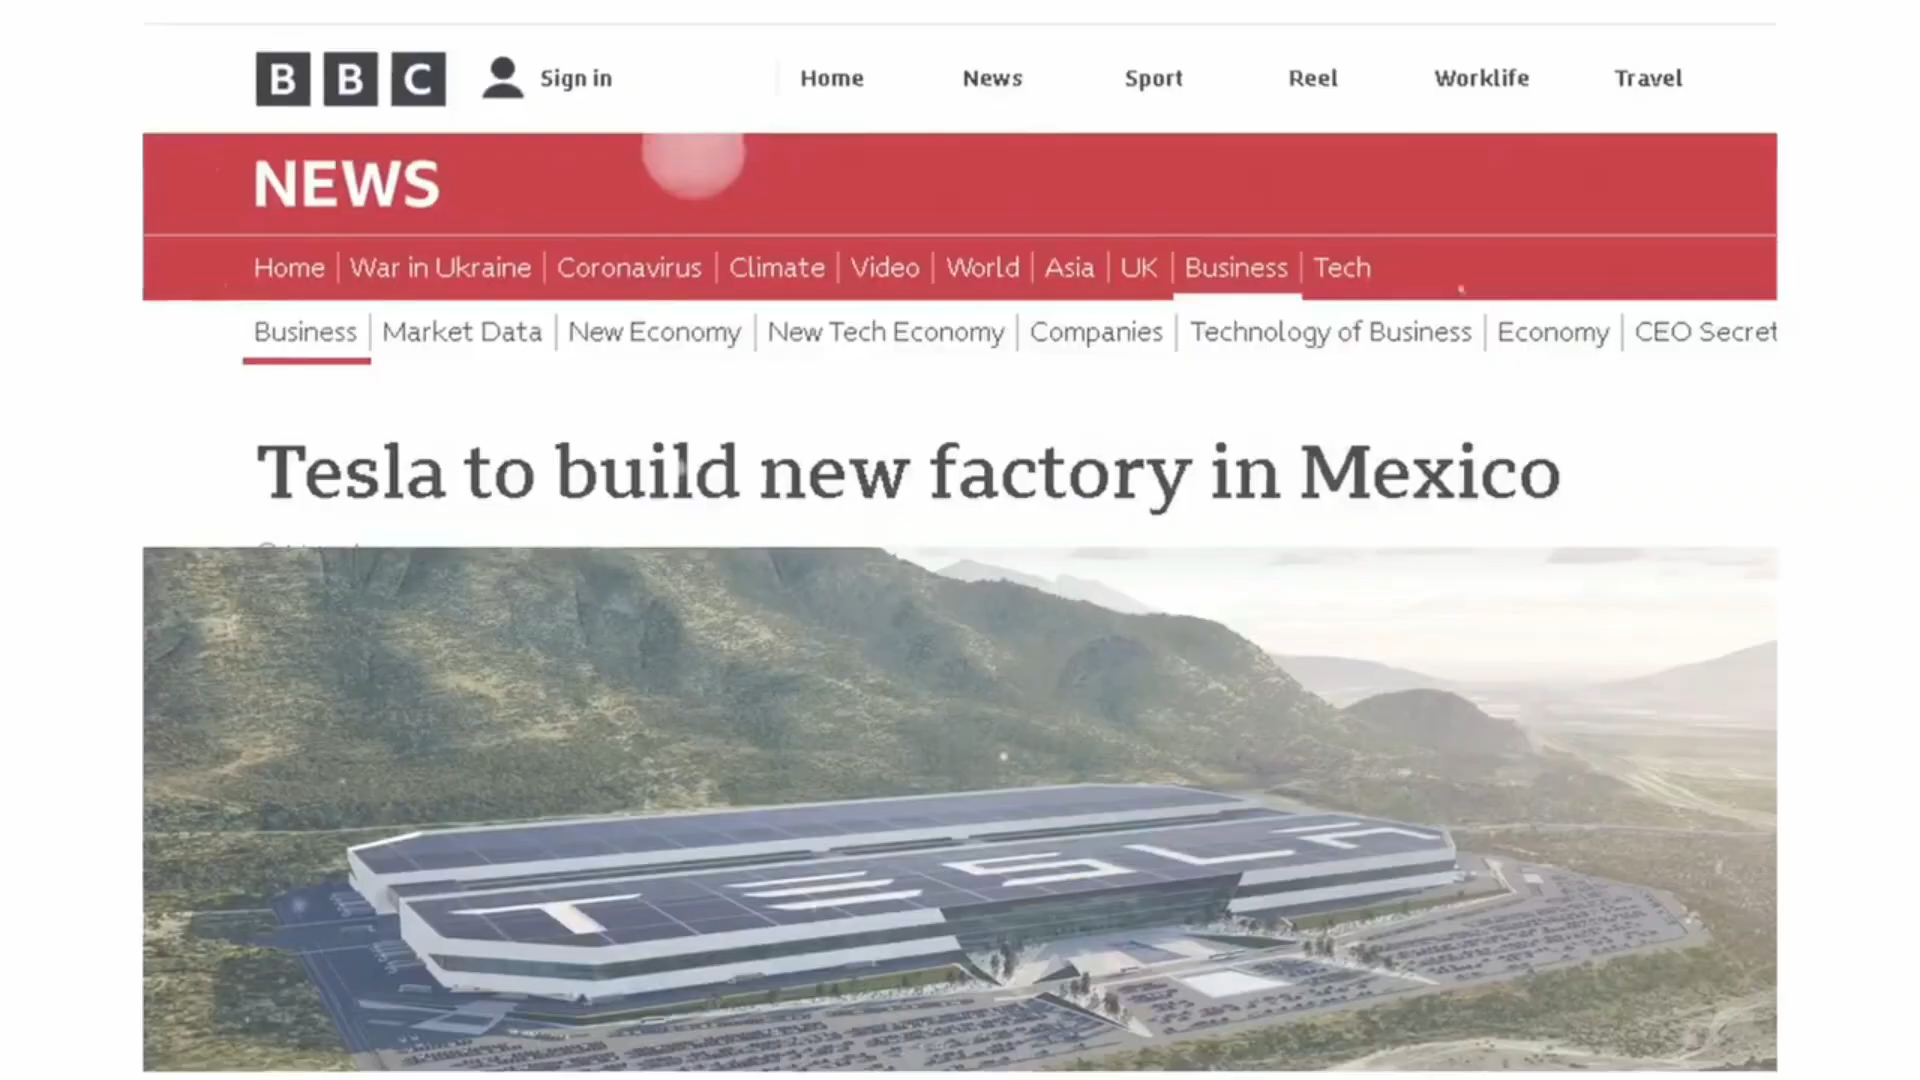 BBC Sign in Home News Sport Reel Worklife Travel
NEWS
Home War in Ukraine Coronavirus Climate Video World Asia UK Business Tech
Business Market Data New Economy New Tech Economy Companies Technology of Business Economy CEO Secret
Tesla to build new factory in Mexico
TESLA